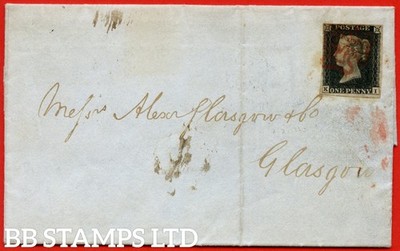 POSTAGE
ONE PENNY
Messrs Alexr Glasgow & Co
Glasgow
BB STAMPS LTD